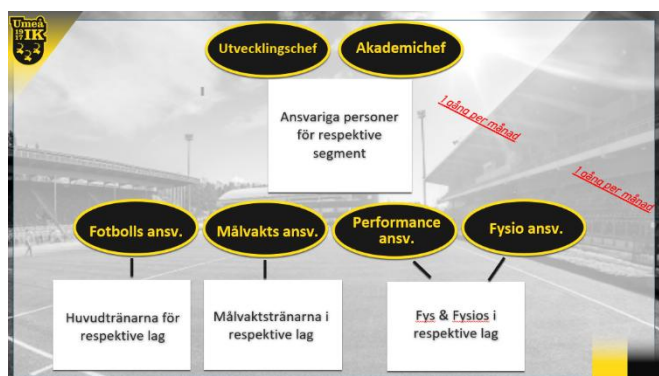 Umeå
19 IK
17
Utvecklingschef
Akademichef
Ansvariga personer
för respektive
segment
1 gång per månad
1 gång per månad
Fotbolls ansv.
Målvakts ansv.
Performance
ansv.
Fysio ansv.
Huvudtränarna för
respektive lag
Målvaktstränarna i
respektive lag
Fys & Fysios i
respektive lag